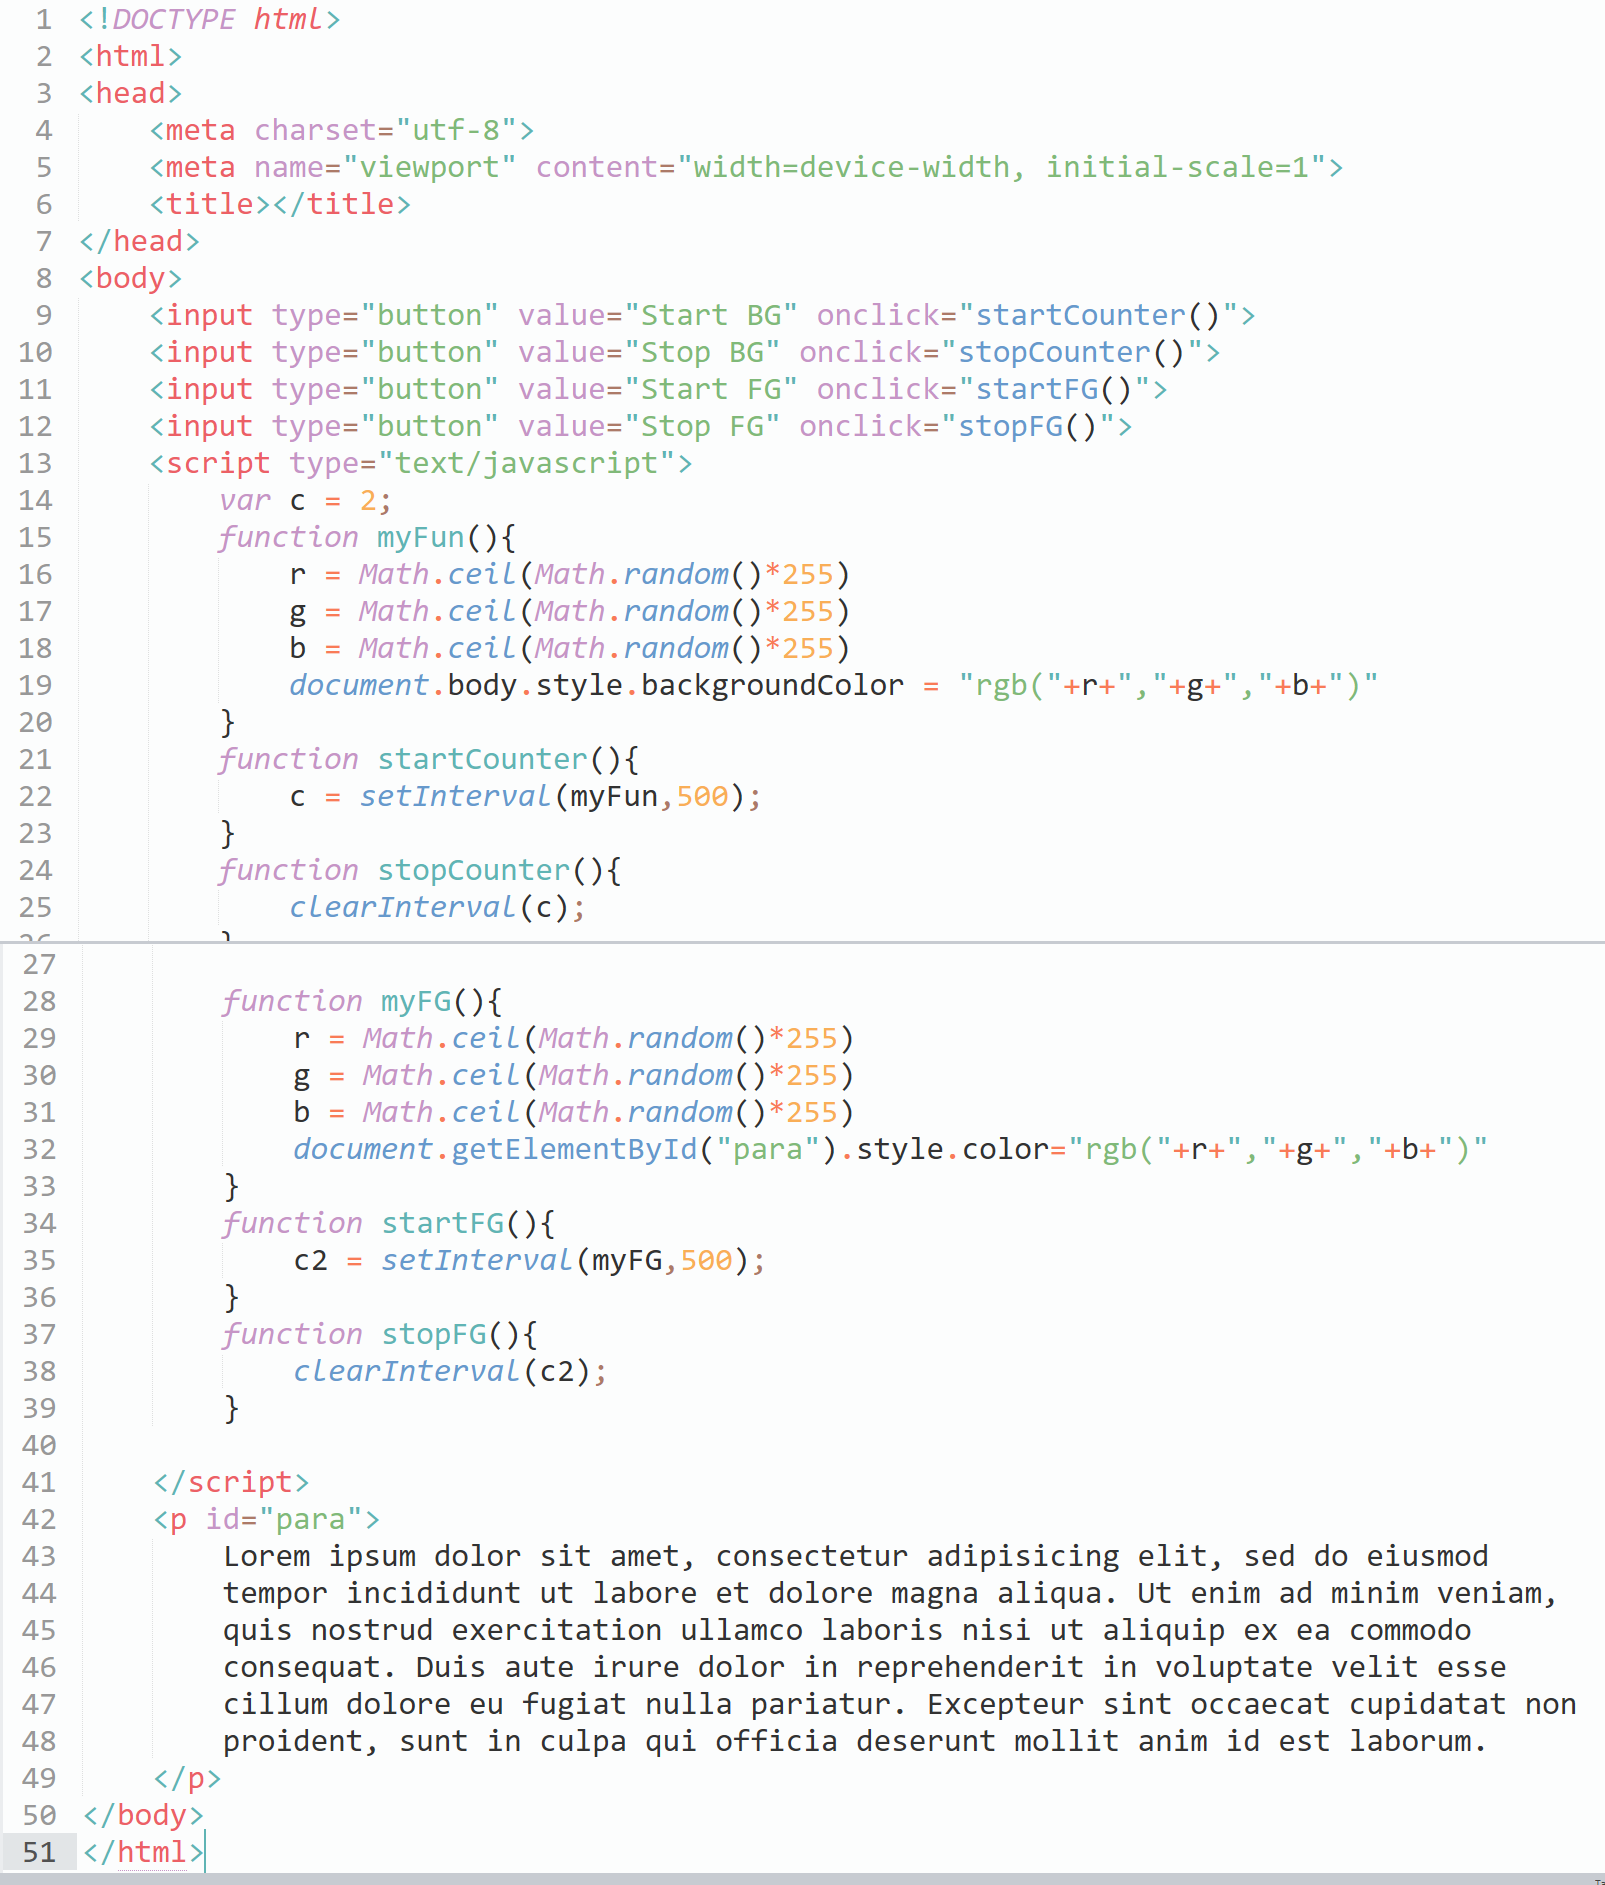 1 <!DOCTYPE html>
2 <html>
3 <head>
4     <meta charset="utf-8">
5     <meta name="viewport" content="width=device-width, initial-scale=1">
6     <title></title>
7 </head>
8 <body>
9     <input type="button" value="Start BG" onclick="startCounter()">
10     <input type="button" value="Stop BG" onclick="stopCounter()">
11     <input type="button" value="Start FG" onclick="startFG()">
12     <input type="button" value="Stop FG" onclick="stopFG()">
13     <script type="text/javascript">
14         var c = 2;
15         function myFun(){
16             r = Math.ceil(Math.random()*255)
17             g = Math.ceil(Math.random()*255)
18             b = Math.ceil(Math.random()*255)
19             document.body.style.backgroundColor = "rgb("+r+","+g+","+b+")"
20         }
21         function startCounter(){
22             c = setInterval(myFun,500);
23         }
24         function stopCounter(){
25             clearInterval(c);
26         }
27
28         function myFG(){
29             r = Math.ceil(Math.random()*255)
30             g = Math.ceil(Math.random()*255)
31             b = Math.ceil(Math.random()*255)
32             document.getElementById("para").style.color="rgb("+r+","+g+","+b+")"
33         }
34         function startFG(){
35             c2 = setInterval(myFG,500);
36         }
37         function stopFG(){
38             clearInterval(c2);
39         }
40
41     </script>
42     <p id="para">
43         Lorem ipsum dolor sit amet, consectetur adipisicing elit, sed do eiusmod
44         tempor incididunt ut labore et dolore magna aliqua. Ut enim ad minim veniam,
45         quis nostrud exercitation ullamco laboris nisi ut aliquip ex ea commodo
46         consequat. Duis aute irure dolor in reprehenderit in voluptate velit esse
47         cillum dolore eu fugiat nulla pariatur. Excepteur sint occaecat cupidatat non
48         proident, sunt in culpa qui officia deserunt mollit anim id est laborum.
49     </p>
50 </body>
51 </html>